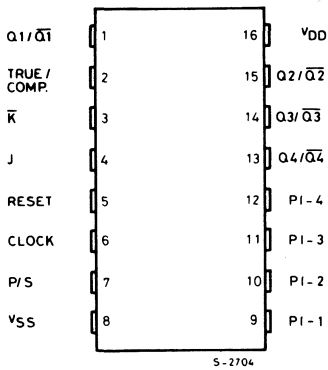 Q1/Q̅1̅ 1 16 VDD
TRUE/
COMP. 2 15 Q2/Q̅2̅
K̅ 3 14 Q3/Q̅3̅
J 4 13 Q4/Q̅4̅
RESET 5 12 PI-4
CLOCK 6 11 PI-3
P/S 7 10 PI-2
VSS 8 9 PI-1
S-2704